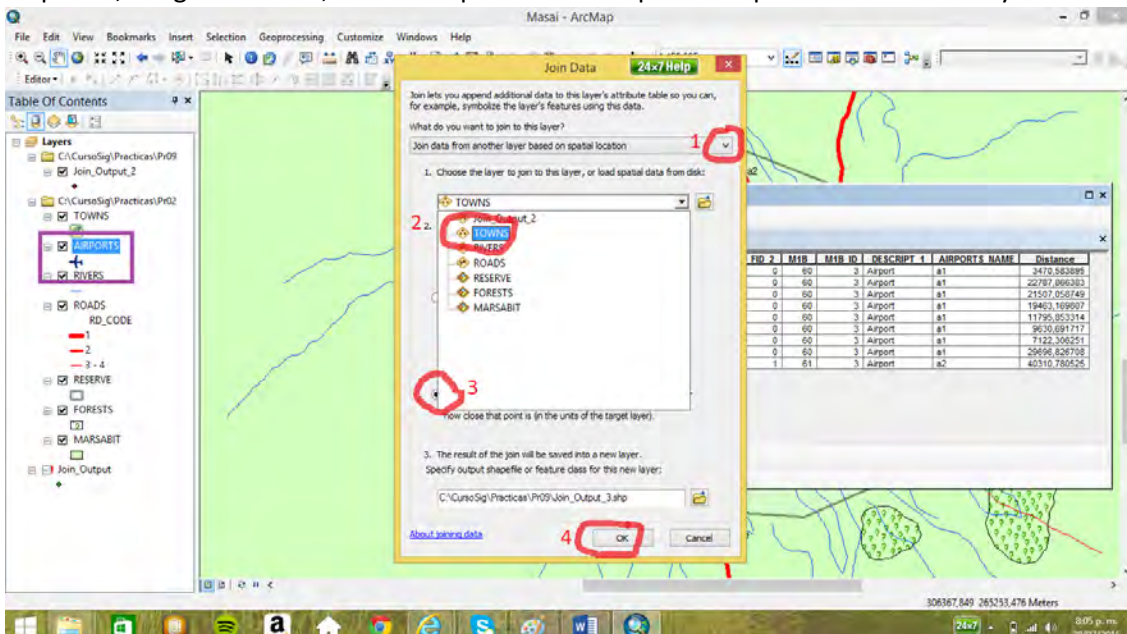 Masai - ArcMap
File Edit View Bookmarks Insert Selection Geoprocessing Customize Windows Help
Join Data 24x7 Help
Editor
Table Of Contents
Layers
C:\CursoSig\Practicas\Pr09
Join_Output_2
C:\CursoSig\Practicas\Pr02
TOWNS
AIRPORTS
RIVERS
ROADS
RD_CODE
1
2
3 - 4
RESERVE
FORESTS
MARSABIT
Join_Output
Join lets you append additional data to this layer's attribute table so you can,
for example, symbolize the layer's features using this data.
What do you want to join to this layer?
Join data from another layer based on spatial location
1
1. Choose the layer to join to this layer, or load spatial data from disk:
TOWNS
2 2.
Join_Output_2
TOWNS
RIVERS
ROADS
RESERVE
FORESTS
MARSABIT
3
how close that point is (in the units of the target layer).
3. The result of the join will be saved into a new layer.
Specify output shapefile or feature class for this new layer:
C:\CursoSig\Practicas\Pr09\Join_Output_3.shp
About joining data 4 OK Cancel
a2
FID_2 M1B M1B_ID DESCRIPT_1 AIRPORTS_NAME Distance
0 60 3 Airport a1 3470,583895
0 60 3 Airport a1 22787,866383
0 60 3 Airport a1 21507,058749
0 60 3 Airport a1 19463,169807
0 60 3 Airport a1 11795,853314
0 60 3 Airport a1 9630,691717
0 60 3 Airport a1 7122,306251
0 60 3 Airport a1 29696,826708
1 61 3 Airport a2 40310,780525
306367,849 265253,476 Meters
24x7 8:05 p.m.